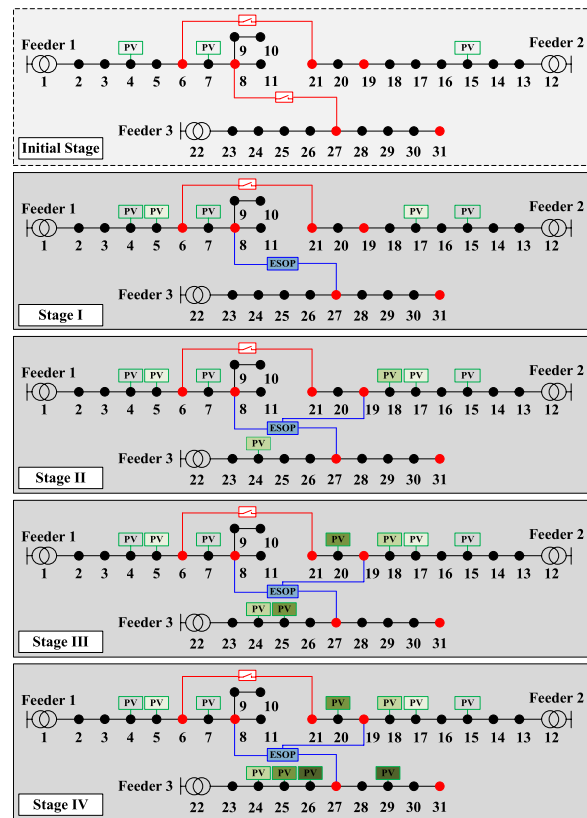 Feeder 1 PV PV 9 10 PV Feeder 2
1 2 3 4 5 6 7 8 11 21 20 19 18 17 16 15 14 13 12
Feeder 3
Initial Stage 22 23 24 25 26 27 28 29 30 31
Feeder 1 PV PV PV 9 10 PV PV Feeder 2
1 2 3 4 5 6 7 8 11 21 20 19 18 17 16 15 14 13 12
ESOP
Feeder 3
22 23 24 25 26 27 28 29 30 31
Stage I
Feeder 1 PV PV PV 9 10 PV PV PV Feeder 2
1 2 3 4 5 6 7 8 11 21 20 19 18 17 16 15 14 13 12
ESOP
Feeder 3 PV
22 23 24 25 26 27 28 29 30 31
Stage II
Feeder 1 PV PV PV 9 10 PV PV PV PV Feeder 2
1 2 3 4 5 6 7 8 11 21 20 19 18 17 16 15 14 13 12
ESOP
Feeder 3 PV PV
22 23 24 25 26 27 28 29 30 31
Stage III
Feeder 1 PV PV PV 9 10 PV PV PV PV Feeder 2
1 2 3 4 5 6 7 8 11 21 20 19 18 17 16 15 14 13 12
ESOP
Feeder 3 PV PV PV PV
22 23 24 25 26 27 28 29 30 31
Stage IV